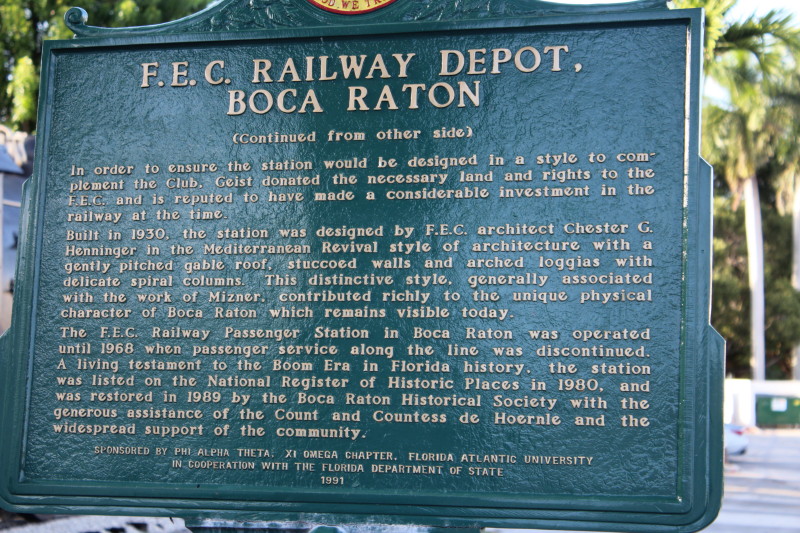 F.E.C. RAILWAY DEPOT,
BOCA RATON
(Continued from other side)
In order to ensure the station would be designed in a style to com-
plement the Club, Geist donated the necessary land and rights to the
F.E.C. and is reputed to have made a considerable investment in the
railway at the time.
Built in 1930, the station was designed by F.E.C. architect Chester G.
Henninger in the Mediterranean Revival style of architecture with a
gently pitched gable roof, stuccoed walls and arched loggias with
delicate spiral columns. This distinctive style, generally associated
with the work of Mizner, contributed richly to the unique physical
character of Boca Raton which remains visible today.
The F.E.C. Railway Passenger Station in Boca Raton was operated
until 1968 when passenger service along the line was discontinued.
A living testament to the Boom Era in Florida history, the station
was listed on the National Register of Historic Places in 1980, and
was restored in 1989 by the Boca Raton Historical Society with the
generous assistance of the Count and Countess de Hoernle and the
widespread support of the community.
SPONSORED BY PHI ALPHA THETA, XI OMEGA CHAPTER, FLORIDA ATLANTIC UNIVERSITY
IN COOPERATION WITH THE FLORIDA DEPARTMENT OF STATE
1991